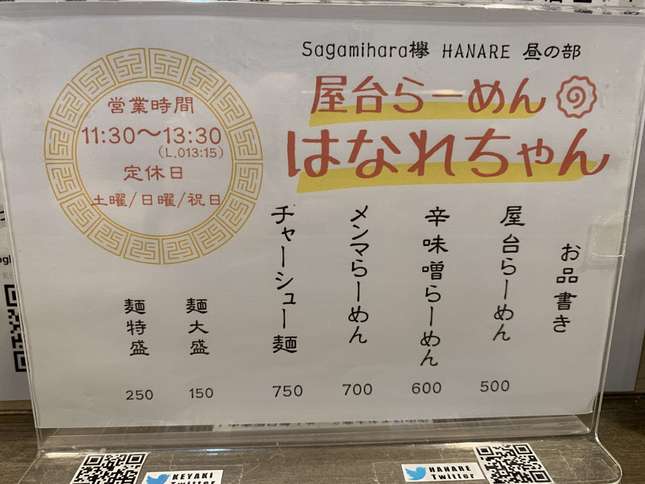 Sagamihara欅 HANARE 昼の部
屋台らーめん
はなれちゃん
営業時間
11:30～13:30
(L.O13:15)
定休日
土曜/日曜/祝日
お品書き
屋台らーめん
500
辛味噌らーめん
600
メンマらーめん
700
チャーシュー麺
750
麺大盛
150
麺特盛
250
KEYAKI
Twitter
HANARE
Twitter